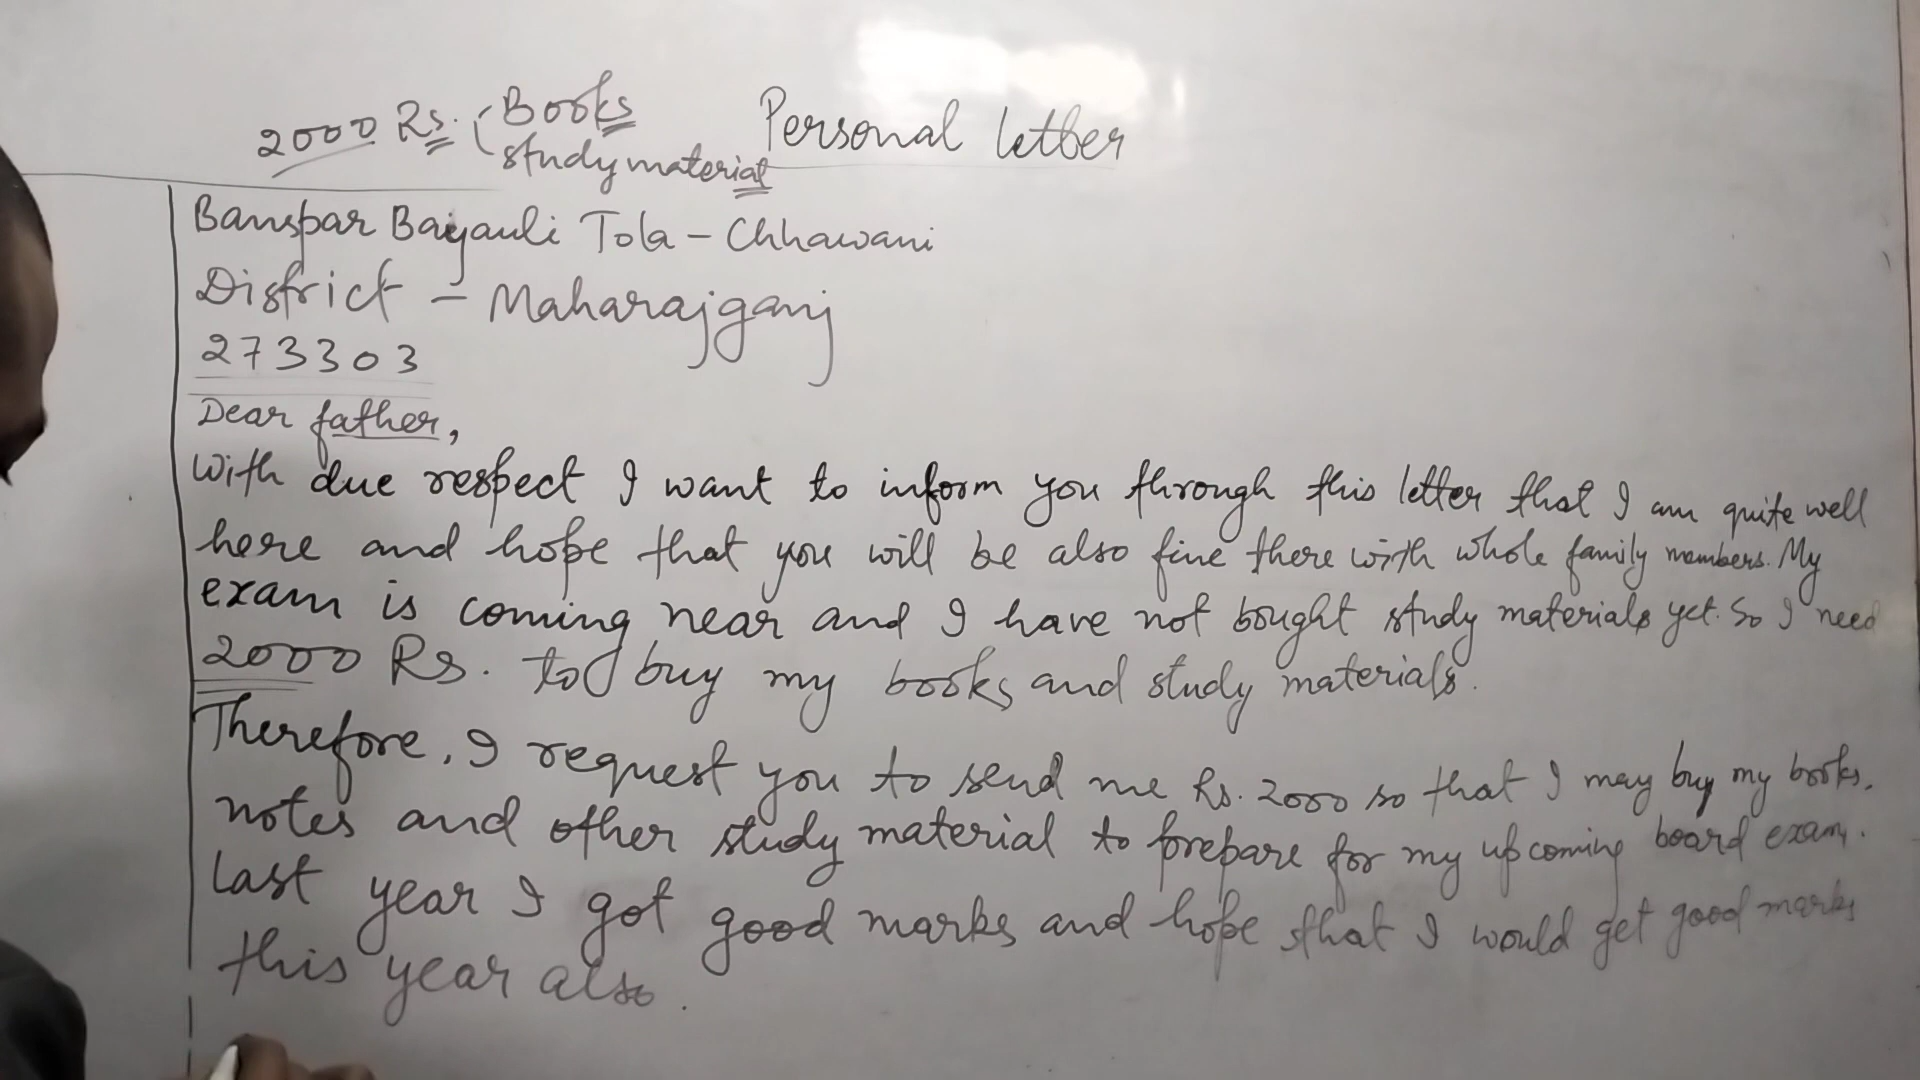 2000 Rs. Books
study material
Personal letter
Banspar Baijauli Tola - Chhawani
District - Maharajganj
273303
Dear father,
With due respect I want to inform you through this letter that I am quite well
here and hope that you will be also fine there with whole family members. My
exam is coming near and I have not bought study materials yet. So I need
2000 Rs. to buy my books and study materials.
Therefore, I request you to send me Rs. 2000 so that I may buy my books,
notes and other study material to prepare for my upcoming board exam.
Last year I got good marks and hope that I would get good marks
this year also.